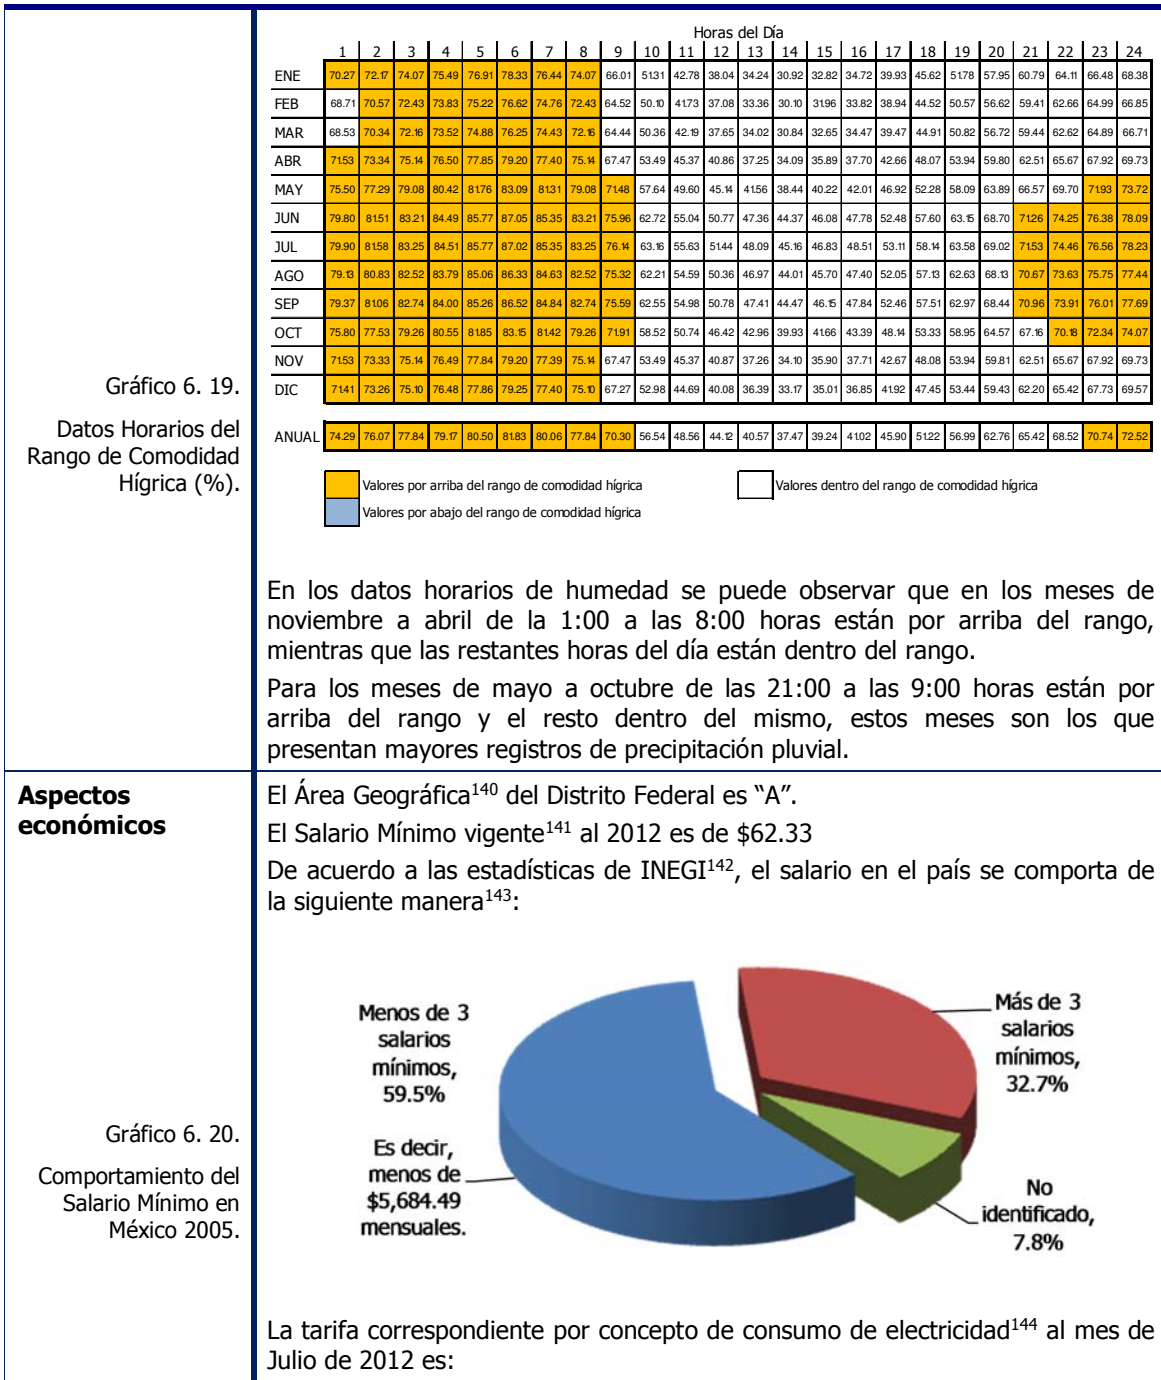 Horas del Día
1 2 3 4 5 6 7 8 9 10 11 12 13 14 15 16 17 18 19 20 21 22 23 24
ENE 70.27 72.17 74.07 75.49 76.91 78.33 76.44 74.07 66.01 51.31 42.78 38.04 34.24 30.92 32.82 34.72 39.93 45.62 51.78 57.95 60.79 64.11 66.48 68.38
FEB 68.71 70.57 72.43 73.83 75.22 76.62 74.76 72.43 64.52 50.10 41.73 37.08 33.36 30.10 31.96 33.82 38.94 44.52 50.57 56.62 59.41 62.66 64.99 66.85
MAR 68.53 70.34 72.16 73.52 74.88 76.25 74.43 72.16 64.44 50.36 42.19 37.65 34.02 30.84 32.65 34.47 39.47 44.91 50.82 56.72 59.44 62.62 64.89 66.71
ABR 71.53 73.34 75.14 76.50 77.85 79.20 77.40 75.14 67.47 53.49 45.37 40.86 37.25 34.09 35.89 37.70 42.66 48.07 53.94 59.80 62.51 65.67 67.92 69.73
MAY 75.50 77.29 79.08 80.42 81.76 83.09 81.31 79.08 71.48 57.64 49.60 45.14 41.56 38.44 40.22 42.01 46.92 52.28 58.09 63.89 66.57 69.70 71.93 73.72
JUN 79.80 81.51 83.21 84.49 85.77 87.05 85.35 83.21 75.96 62.72 55.04 50.77 47.36 44.37 46.08 47.78 52.48 57.60 63.15 68.70 71.26 74.25 76.38 78.09
JUL 79.90 81.58 83.25 84.51 85.77 87.02 85.35 83.25 76.14 63.16 55.63 51.44 48.09 45.16 46.83 48.51 53.11 58.14 63.58 69.02 71.53 74.46 76.56 78.23
AGO 79.13 80.83 82.52 83.79 85.06 86.33 84.63 82.52 75.32 62.21 54.59 50.36 46.97 44.01 45.70 47.40 52.05 57.13 62.63 68.13 70.67 73.63 75.75 77.44
SEP 79.37 81.06 82.74 84.00 85.26 86.52 84.84 82.74 75.59 62.55 54.98 50.78 47.41 44.47 46.15 47.84 52.46 57.51 62.97 68.44 70.96 73.91 76.01 77.69
OCT 75.80 77.53 79.26 80.55 81.85 83.15 81.42 79.26 71.91 58.52 50.74 46.42 42.96 39.93 41.66 43.39 48.14 53.33 58.95 64.57 67.16 70.18 72.34 74.07
NOV 71.53 73.33 75.14 76.49 77.84 79.20 77.39 75.14 67.47 53.49 45.37 40.87 37.26 34.10 35.90 37.71 42.67 48.08 53.94 59.81 62.51 65.67 67.92 69.73
DIC 71.41 73.26 75.10 76.48 77.86 79.25 77.40 75.10 67.27 52.98 44.69 40.08 36.39 33.17 35.01 36.85 41.92 47.45 53.44 59.43 62.20 65.42 67.73 69.57
ANUAL 74.29 76.07 77.84 79.17 80.50 81.83 80.06 77.84 70.30 56.54 48.56 44.12 40.57 37.47 39.24 41.02 45.90 51.22 56.99 62.76 65.42 68.52 70.74 72.52
Valores por arriba del rango de comodidad hígrica
Valores dentro del rango de comodidad hígrica
Valores por abajo del rango de comodidad hígrica
Gráfico 6. 19.
Datos Horarios del
Rango de Comodidad
Hígrica (%).
En los datos horarios de humedad se puede observar que en los meses de
noviembre a abril de la 1:00 a las 8:00 horas están por arriba del rango,
mientras que las restantes horas del día están dentro del rango.
Para los meses de mayo a octubre de las 21:00 a las 9:00 horas están por
arriba del rango y el resto dentro del mismo, estos meses son los que
presentan mayores registros de precipitación pluvial.
Aspectos
económicos
El Área Geográfica140 del Distrito Federal es “A”.
El Salario Mínimo vigente141 al 2012 es de $62.33
De acuerdo a las estadísticas de INEGI142, el salario en el país se comporta de
la siguiente manera143:
Menos de 3
salarios
mínimos,
59.5%
Es decir,
menos de
$5,684.49
mensuales.
Más de 3
salarios
mínimos,
32.7%
No
identificado,
7.8%
Gráfico 6. 20.
Comportamiento del
Salario Mínimo en
México 2005.
La tarifa correspondiente por concepto de consumo de electricidad144 al mes de
Julio de 2012 es: